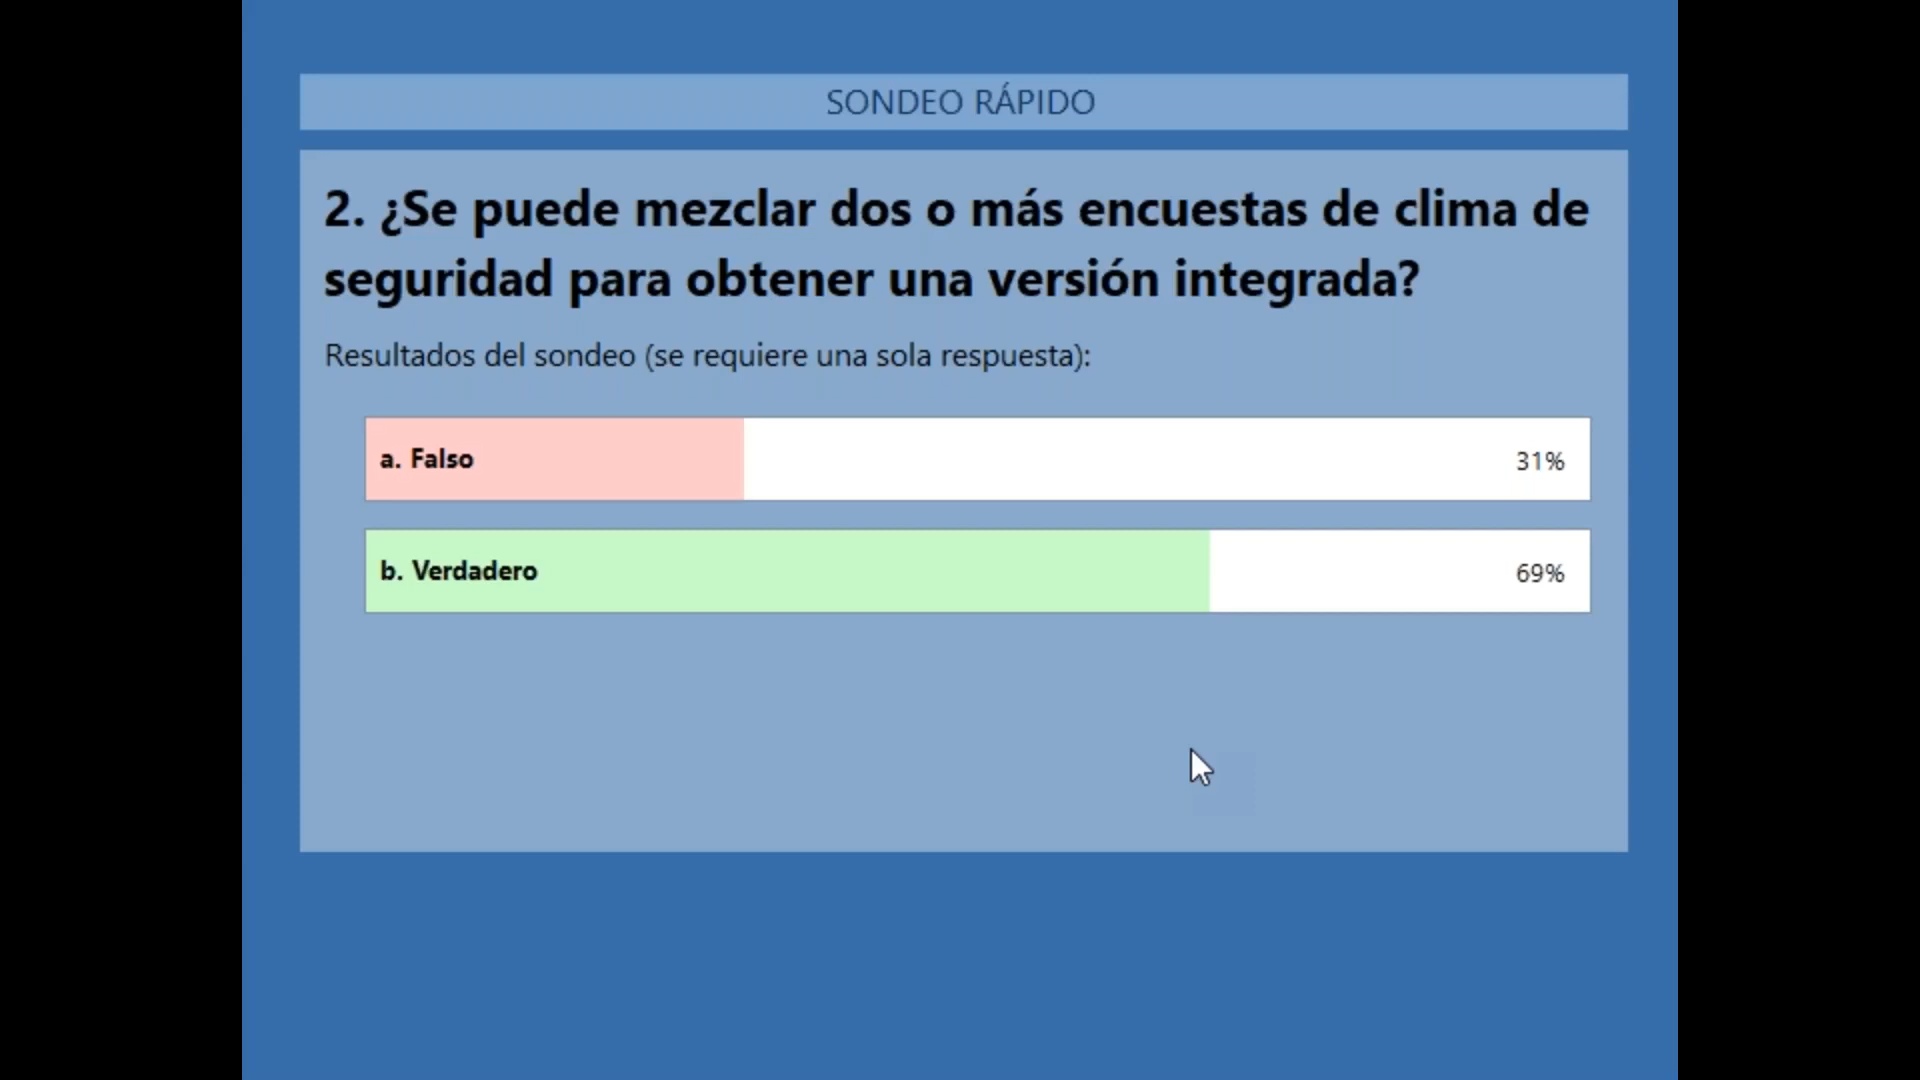 SONDEO RÁPIDO
2. ¿Se puede mezclar dos o más encuestas de clima de
seguridad para obtener una versión integrada?
Resultados del sondeo (se requiere una sola respuesta):
a. Falso 31%
b. Verdadero 69%